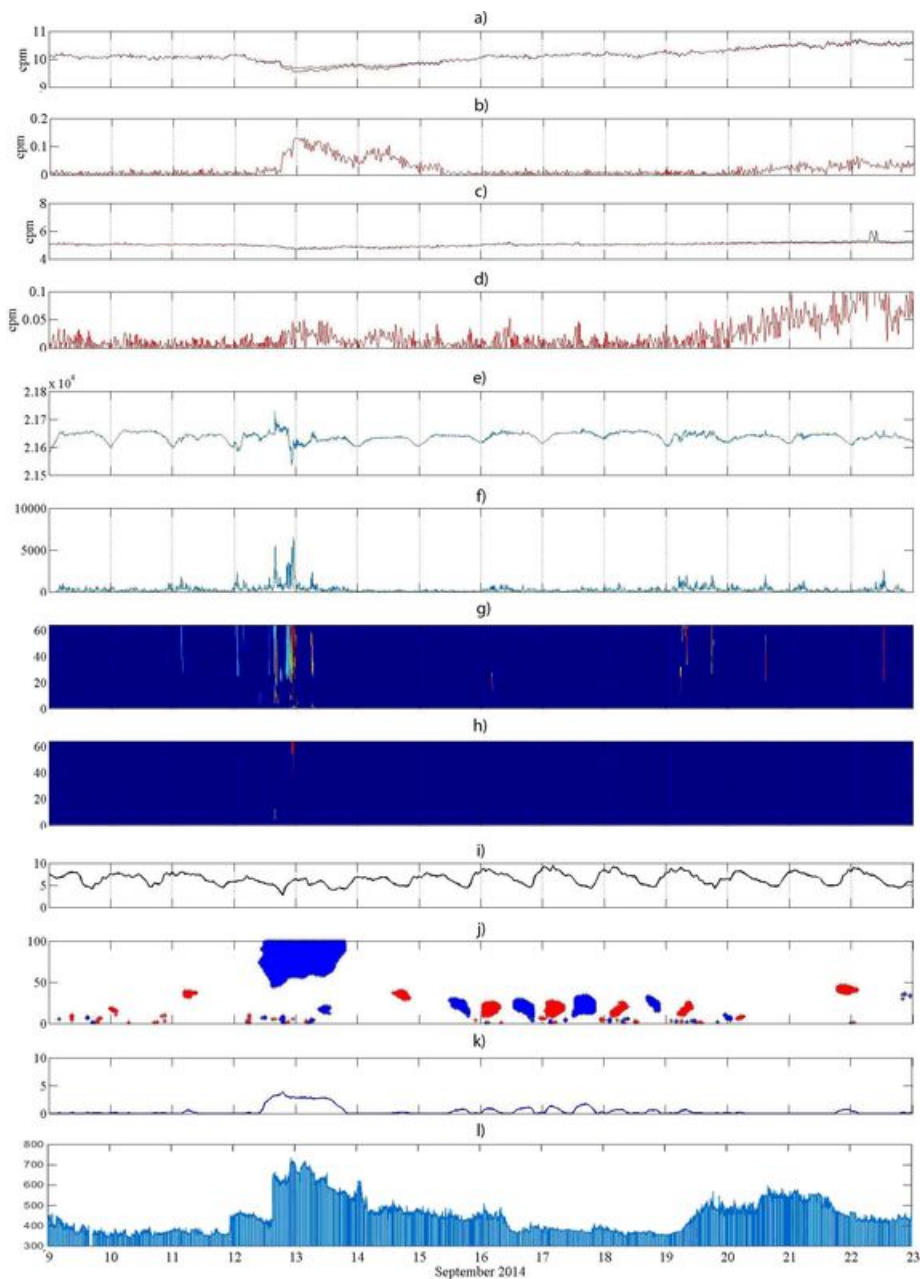 a)
11
10
9
cpm
b)
0.2
0.1
0
cpm
c)
8
6
4
cpm
d)
0.1
0.05
0
cpm
e)
2.18 x 10⁴
2.17
2.16
2.15
f)
10000
5000
0
g)
60
40
20
0
h)
60
40
20
0
i)
10
5
0
j)
100
50
0
k)
10
5
0
l)
800
700
600
500
400
300
9 10 11 12 13 14 15 16 17 18 19 20 21 22 23
September 2014